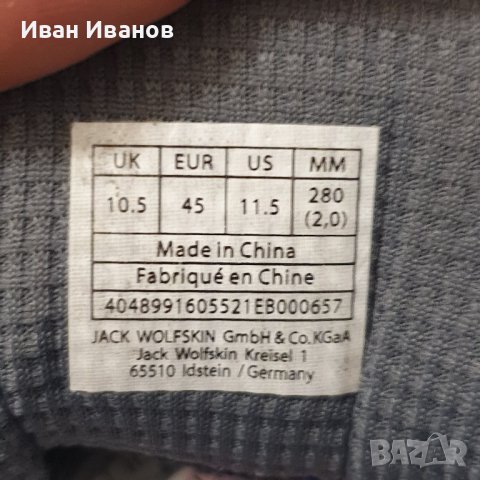 Иван Иванов
UK EUR US MM
10.5 45 11.5 280 (2,0)
Made in China
Fabriqué en Chine
4048991605521EB000657
JACK WOLFSKIN GmbH & Co. KGaA
Jack Wolfskin Kreisel 1
65510 Idstein / Germany
BAZAR